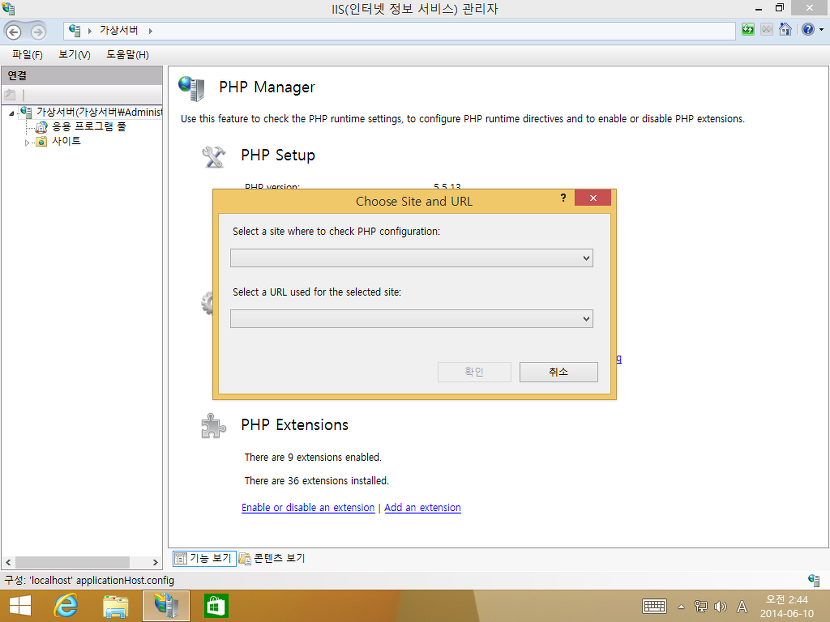 IIS(인터넷 정보 서비스) 관리자
가상서버
파일(F) 보기(V) 도움말(H)
연결
가상서버(가상서버₩Administ
응용 프로그램 풀
사이트
PHP Manager
Use this feature to check the PHP runtime settings, to configure PHP runtime directives and to enable or disable PHP extensions.
PHP Setup
PHP version: 5.5.13
Choose Site and URL
Select a site where to check PHP configuration:
Select a URL used for the selected site:
확인 취소
PHP Extensions
There are 9 extensions enabled.
There are 36 extensions installed.
Enable or disable an extension | Add an extension
기능 보기 콘텐츠 보기
구성: 'localhost' applicationHost.config
A
오전 2:44
2014-06-10